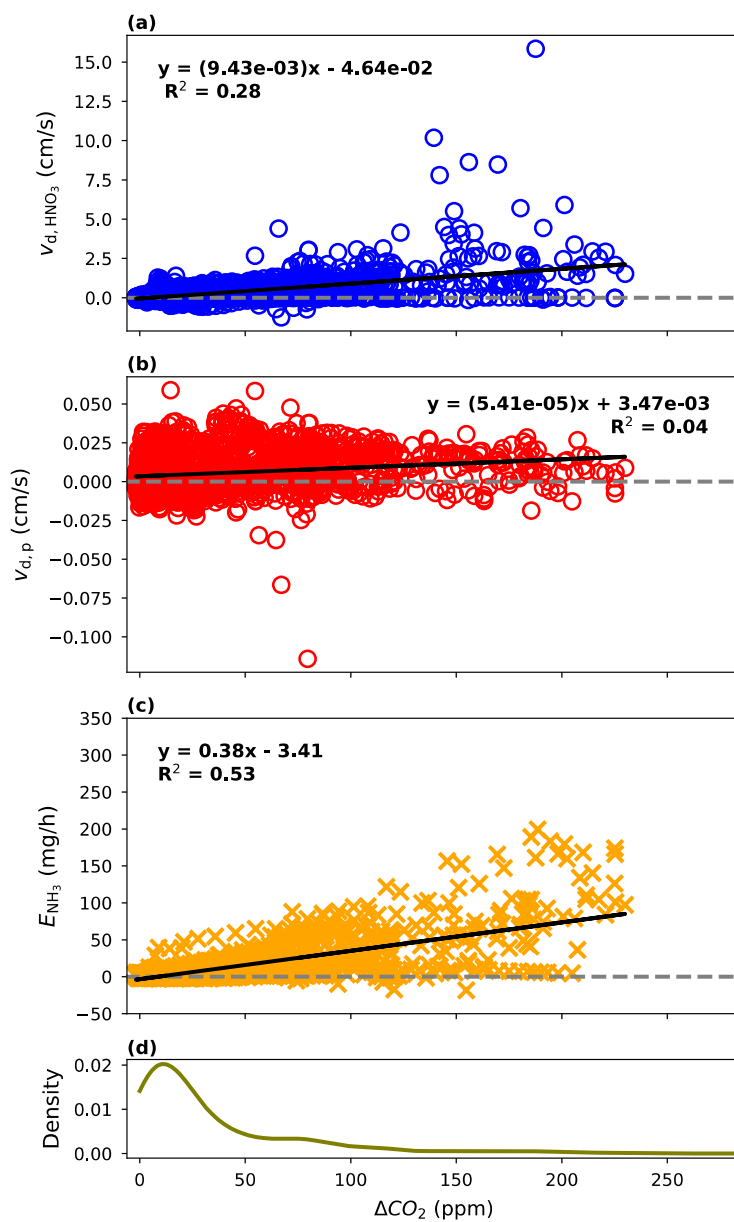 (a)
15.0
12.5
10.0
7.5
5.0
2.5
0.0
v_d, HNO₃ (cm/s)
y = (9.43e-03)x - 4.64e-02
R² = 0.28
(b)
0.050
0.025
0.000
−0.025
−0.050
−0.075
−0.100
v_d,p (cm/s)
y = (5.41e-05)x + 3.47e-03
R² = 0.04
(c)
350
300
250
200
150
100
50
0
−50
E_NH₃ (mg/h)
y = 0.38x - 3.41
R² = 0.53
(d)
0.02
0.01
0.00
Density
0 50 100 150 200 250
ΔCO₂ (ppm)